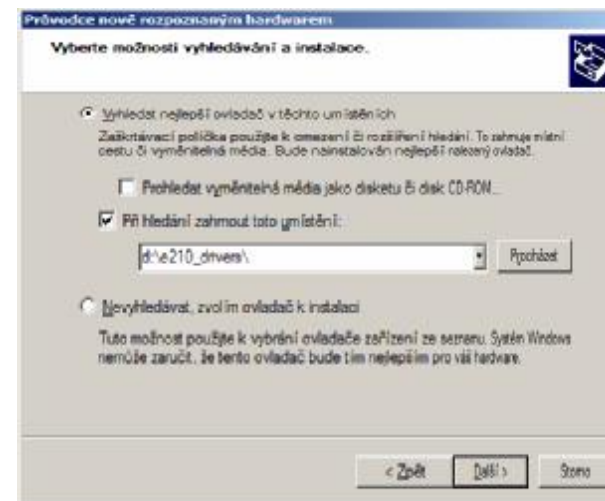 Průvodce nově rozpoznaným hardwarem
Vyberte možnosti vyhledávání a instalace.
Vyhledat nejlepší ovladač v těchto umístěních
Zaškrtávací políčka použijte k omezení či rozšíření hledání. To zahrnuje místní
cestu či vyměnitelná média. Bude nainstalován nejlepší nalezený ovladač.
Prohledat vyměnitelná média jako disketu či disk CD-ROM...
Při hledání zahrnout toto umístění:
d:\e210_drivers\
Procházet
Nevyhledávat, zvolím ovladač k instalaci
Tuto možnost použijte k vybrání ovladače zařízení ze seznamu. Systém Windows
nemůže zaručit, že tento ovladač bude tím nejlepším pro váš hardware.
< Zpět Další > Storno